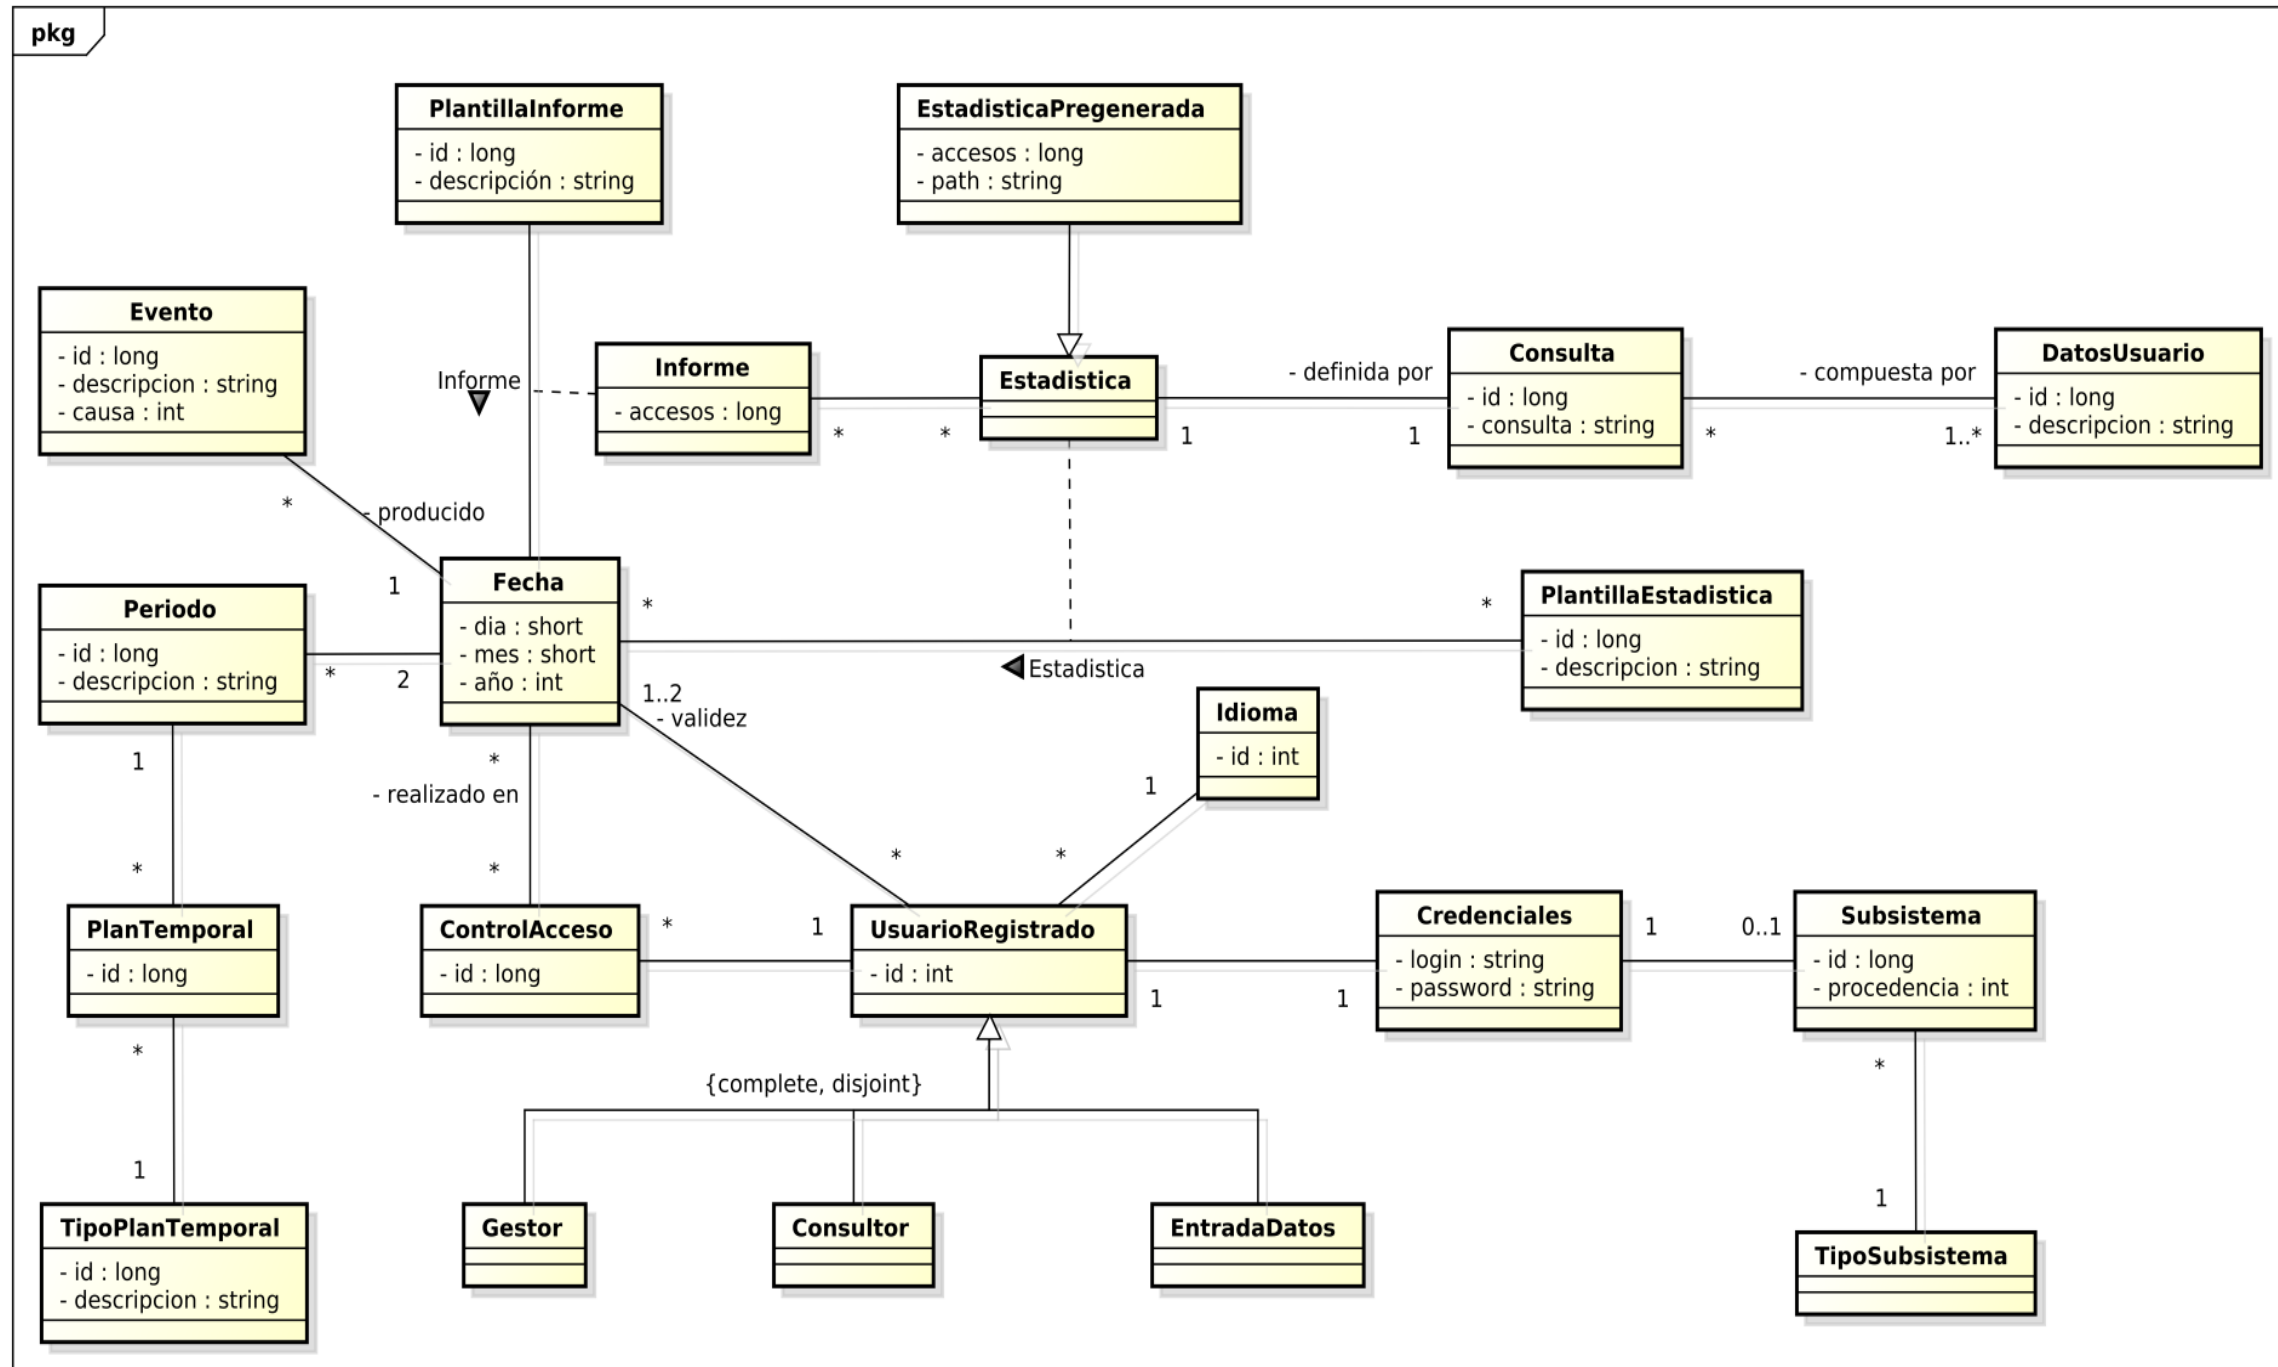 pkg
PlantillaInforme
- id : long
- descripción : string
EstadisticaPregenerada
- accesos : long
- path : string
Evento
- id : long
- descripcion : string
- causa : int
Informe
Informe
- accesos : long
* *
Estadistica
- definida por
1 1
Consulta
- id : long
- consulta : string
- compuesta por
* 1..*
DatosUsuario
- id : long
- descripcion : string
*
- producido
1
Periodo
- id : long
- descripcion : string
* 2
Fecha
- dia : short
- mes : short
- año : int
* *
Estadistica
PlantillaEstadistica
- id : long
- descripcion : string
1..2
- validez
*
Idioma
- id : int
1
*
1
*
*
- realizado en
*
PlanTemporal
- id : long
ControlAcceso
- id : long
* 1
UsuarioRegistrado
- id : int
1 1
Credenciales
- login : string
- password : string
1 0..1
Subsistema
- id : long
- procedencia : int
*
1
{complete, disjoint}
*
1
TipoPlanTemporal
- id : long
- descripcion : string
Gestor
Consultor
EntradaDatos
TipoSubsistema